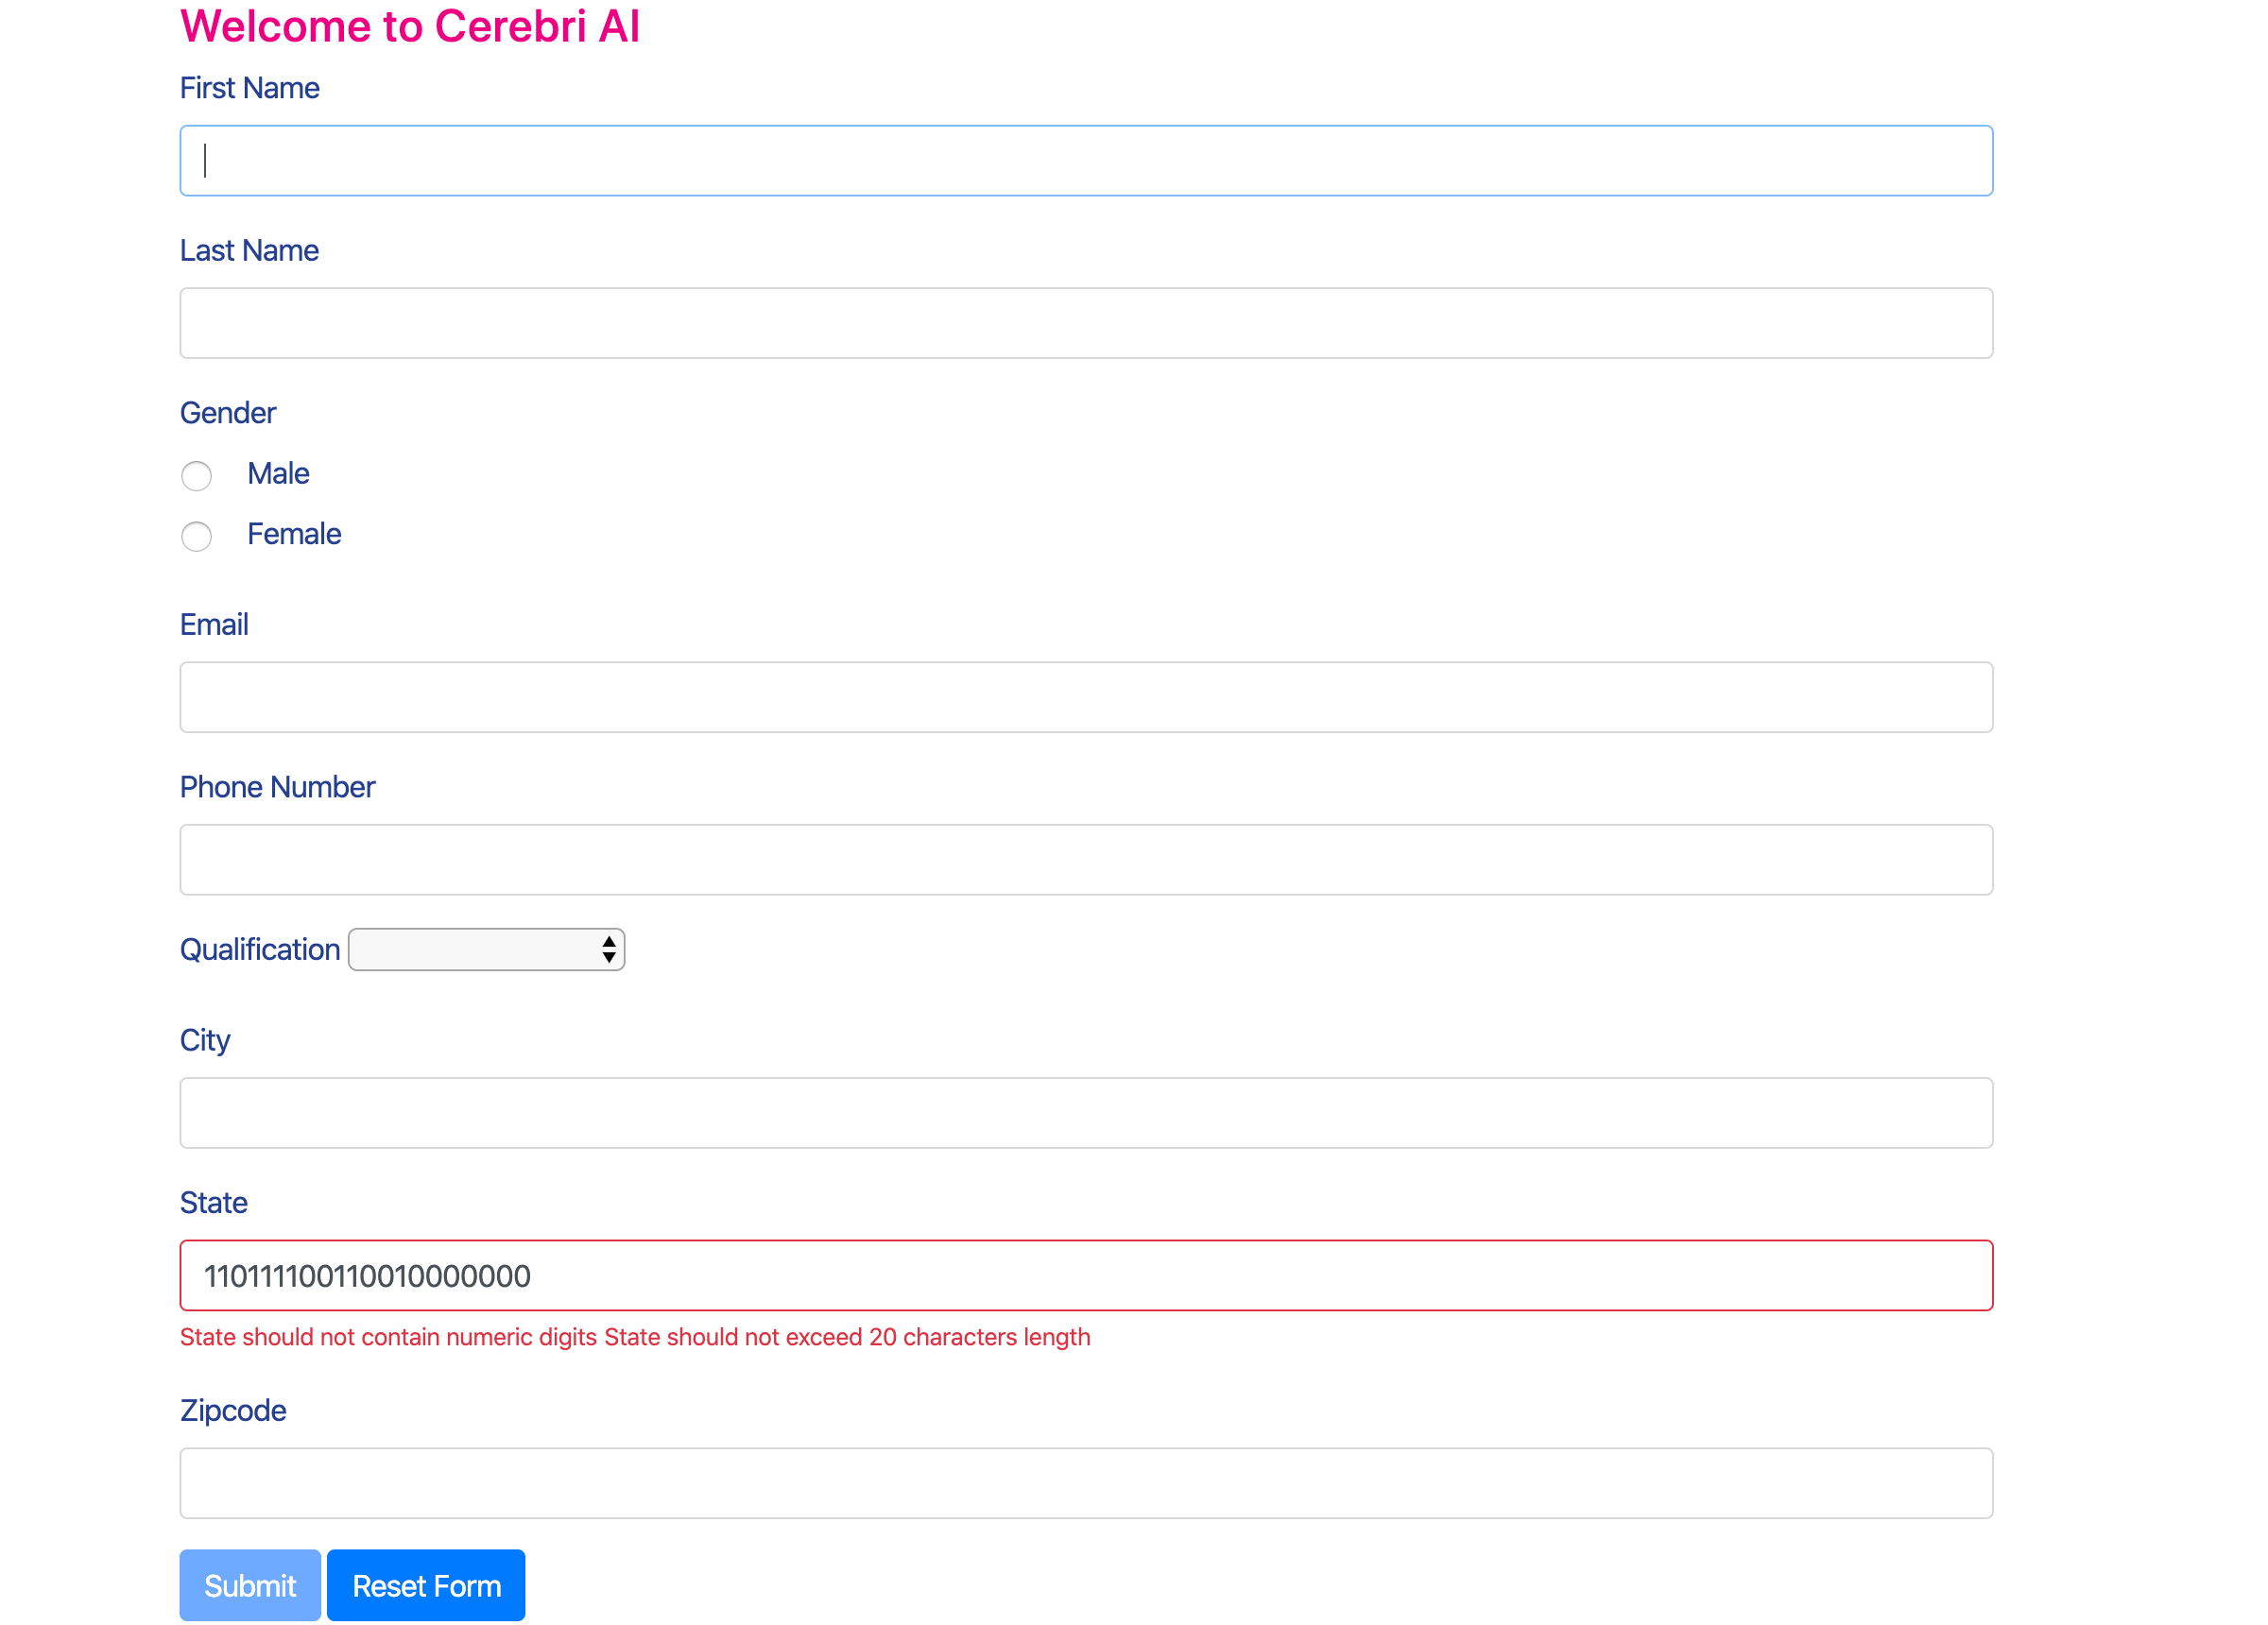 Welcome to Cerebri AI
First Name
Last Name
Gender
Male
Female
Email
Phone Number
Qualification
City
State
110111100110010000000
State should not contain numeric digits State should not exceed 20 characters length
Zipcode
Submit Reset Form